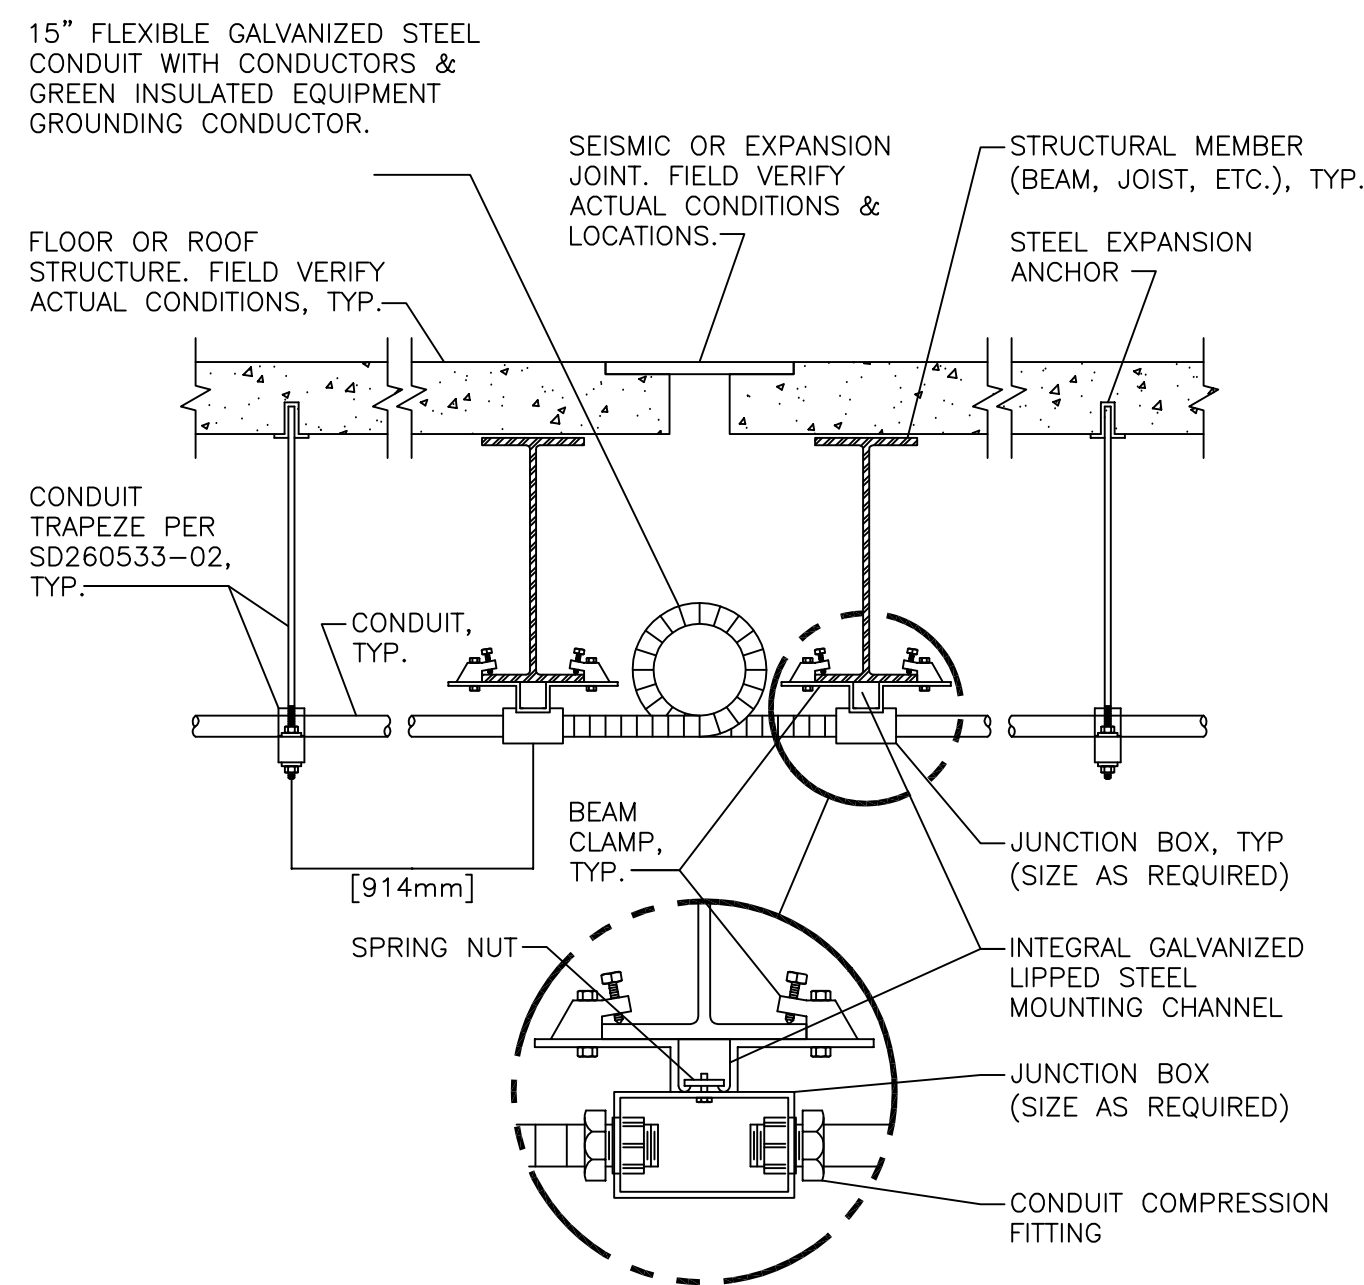 15” FLEXIBLE GALVANIZED STEEL
CONDUIT WITH CONDUCTORS &
GREEN INSULATED EQUIPMENT
GROUNDING CONDUCTOR.
SEISMIC OR EXPANSION
JOINT. FIELD VERIFY
ACTUAL CONDITIONS &
LOCATIONS.
STRUCTURAL MEMBER
(BEAM, JOIST, ETC.), TYP.
FLOOR OR ROOF
STRUCTURE. FIELD VERIFY
ACTUAL CONDITIONS, TYP.
STEEL EXPANSION
ANCHOR
CONDUIT
TRAPEZE PER
SD260533-02,
TYP.
CONDUIT,
TYP.
BEAM
CLAMP,
TYP.
JUNCTION BOX, TYP
(SIZE AS REQUIRED)
[914mm]
SPRING NUT
INTEGRAL GALVANIZED
LIPPED STEEL
MOUNTING CHANNEL
JUNCTION BOX
(SIZE AS REQUIRED)
CONDUIT COMPRESSION
FITTING